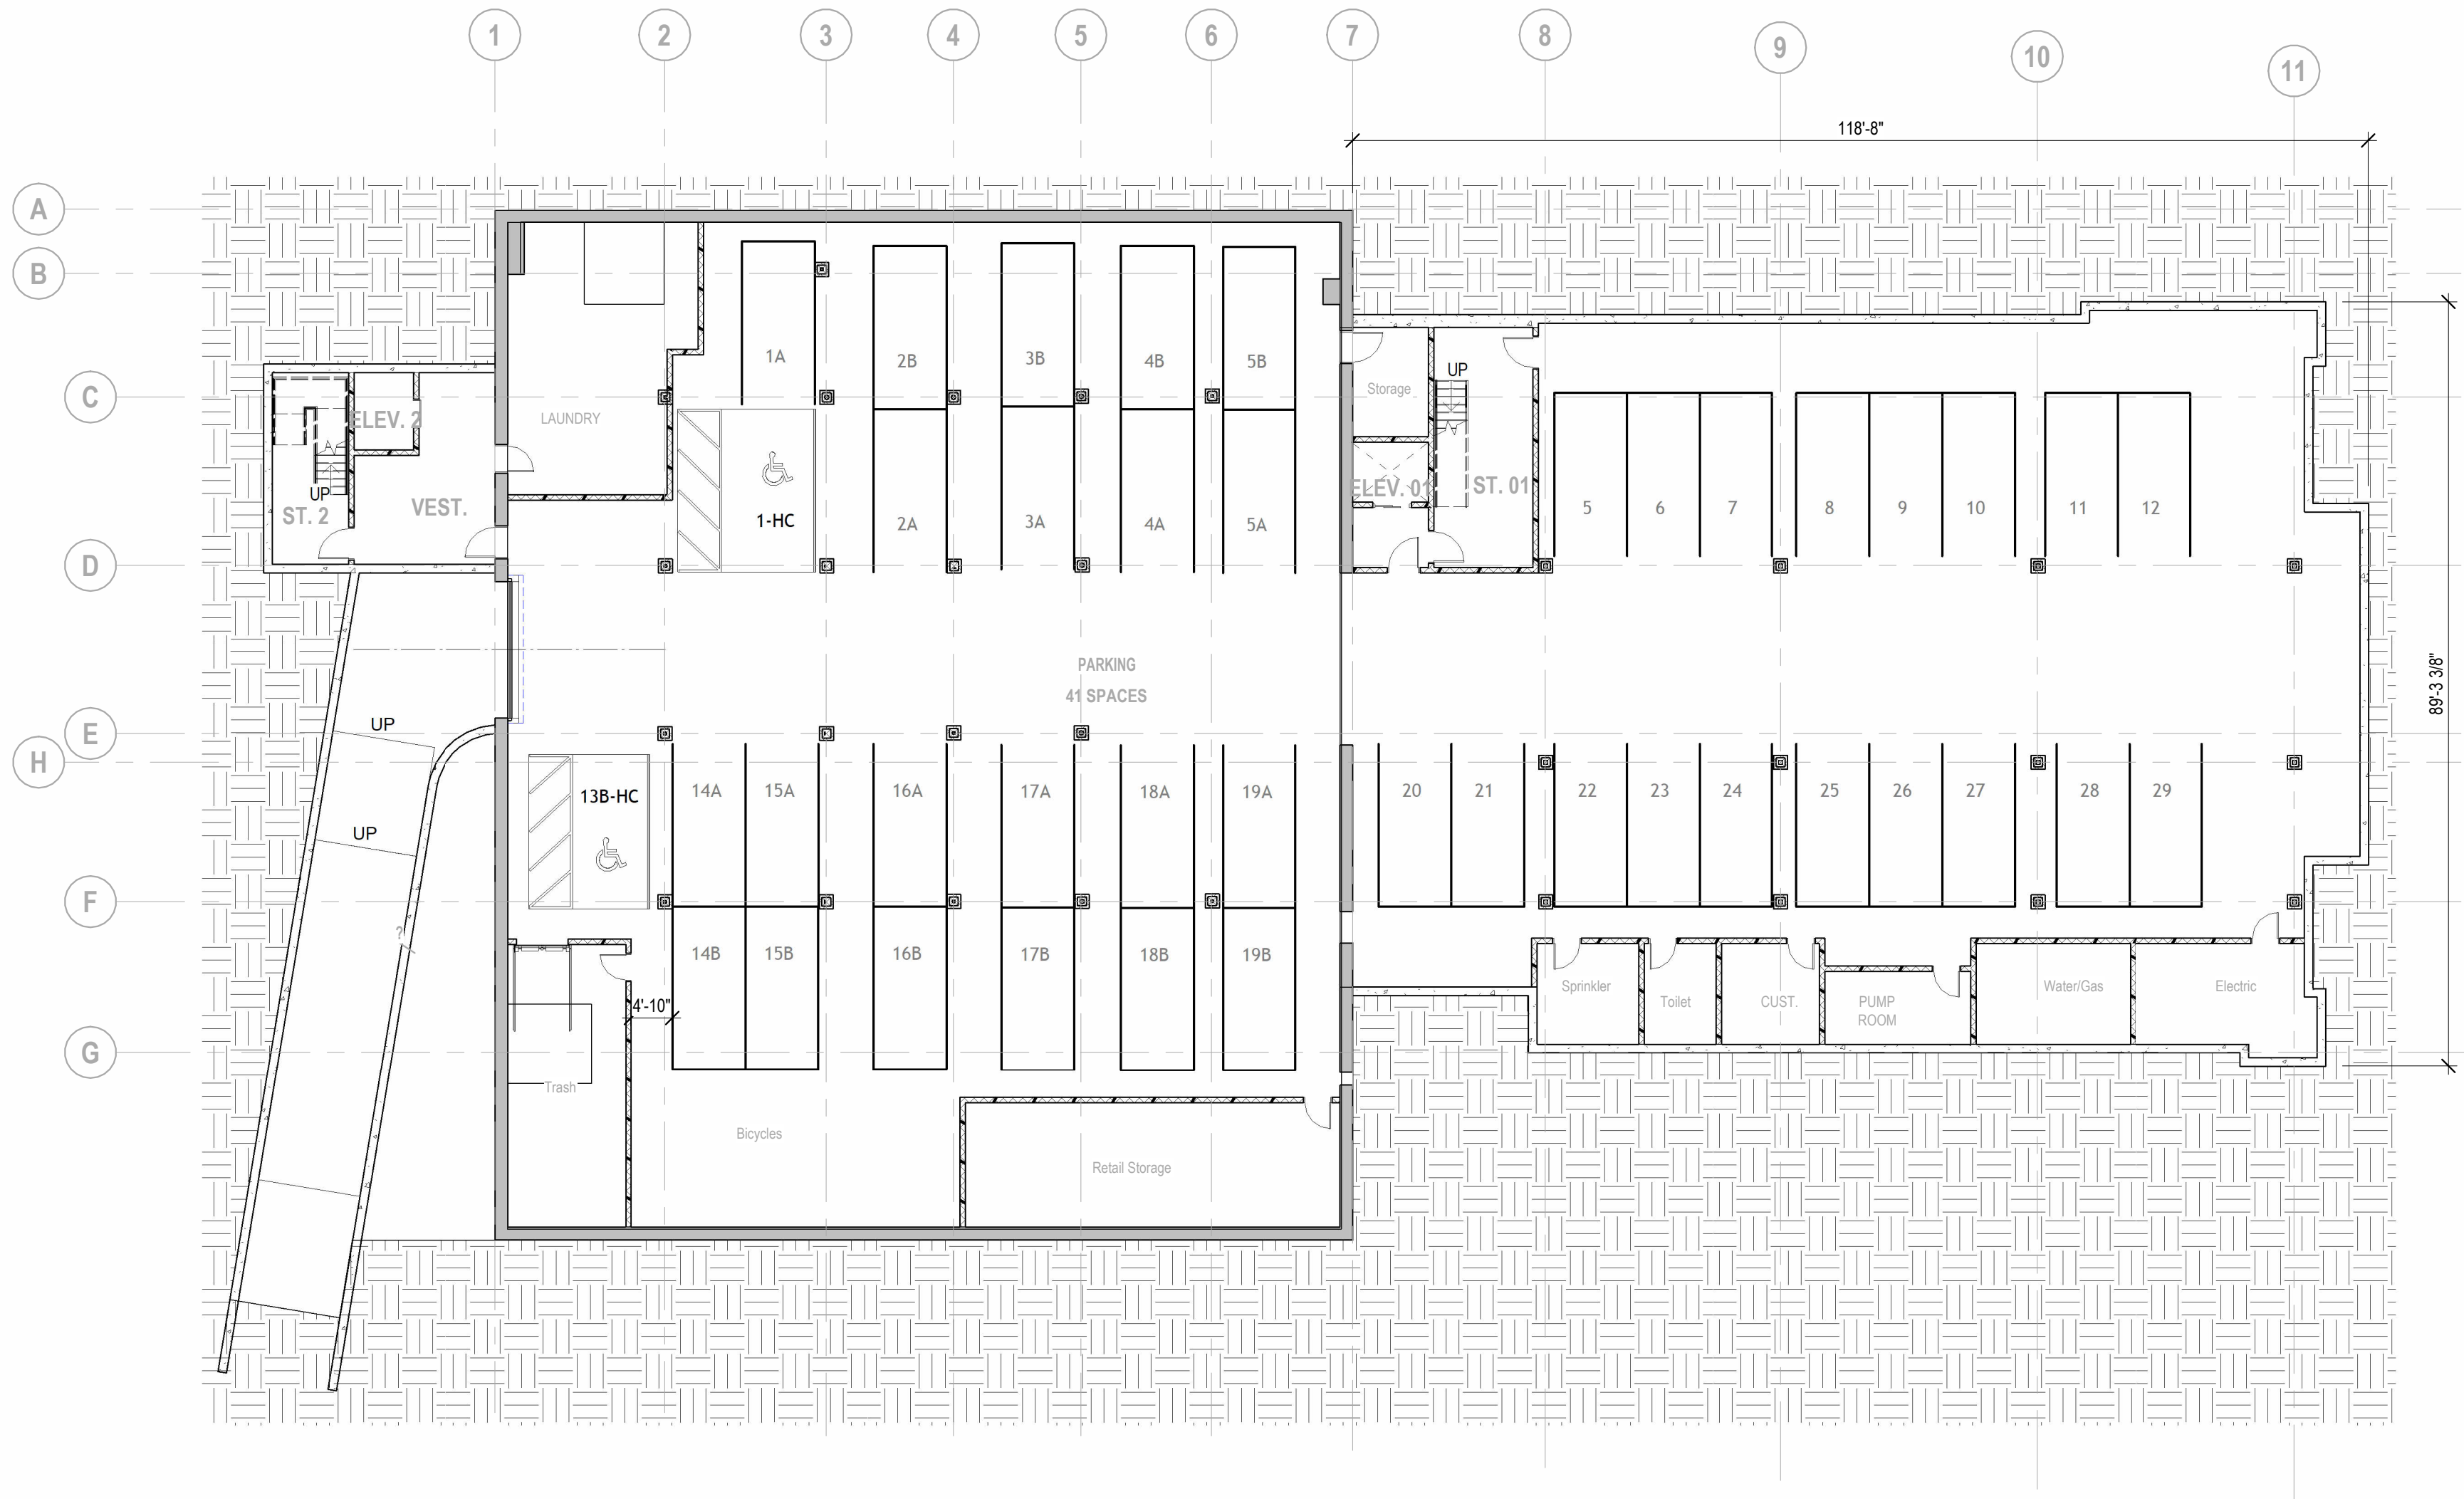 1 2 3 4 5 6 7 8 9 10 11
118'-8"
A
B
1A 2B 3B 4B 5B
UP
Storage
C
ELEV. 2
LAUNDRY
UP
ST. 2
VEST.
1-HC
2A 3A 4A 5A
ELEV. 01
ST. 01
5 6 7 8 9 10 11 12
D
PARKING
41 SPACES
89'-3 3/8"
UP
E
H
13B-HC
14A 15A 16A 17A 18A 19A 20 21 22 23 24 25 26 27 28 29
UP
F
?
14B 15B 16B 17B 18B 19B
4'-10"
Sprinkler
Toilet
CUST.
PUMP
ROOM
Water/Gas
Electric
G
Trash
Bicycles
Retail Storage